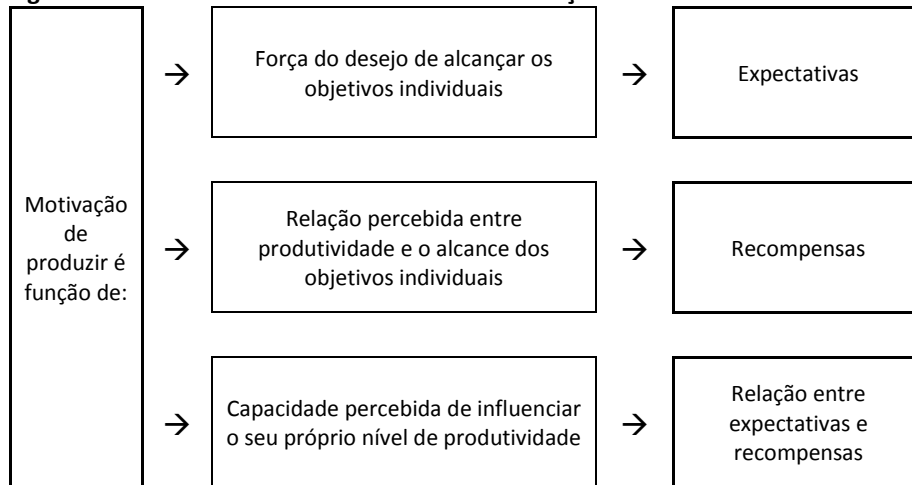 Força do desejo de alcançar os
objetivos individuais
Expectativas
Motivação
de
produzir é
função de:
Relação percebida entre
produtividade e o alcance dos
objetivos individuais
Recompensas
Capacidade percebida de influenciar
o seu próprio nível de produtividade
Relação entre
expectativas e
recompensas